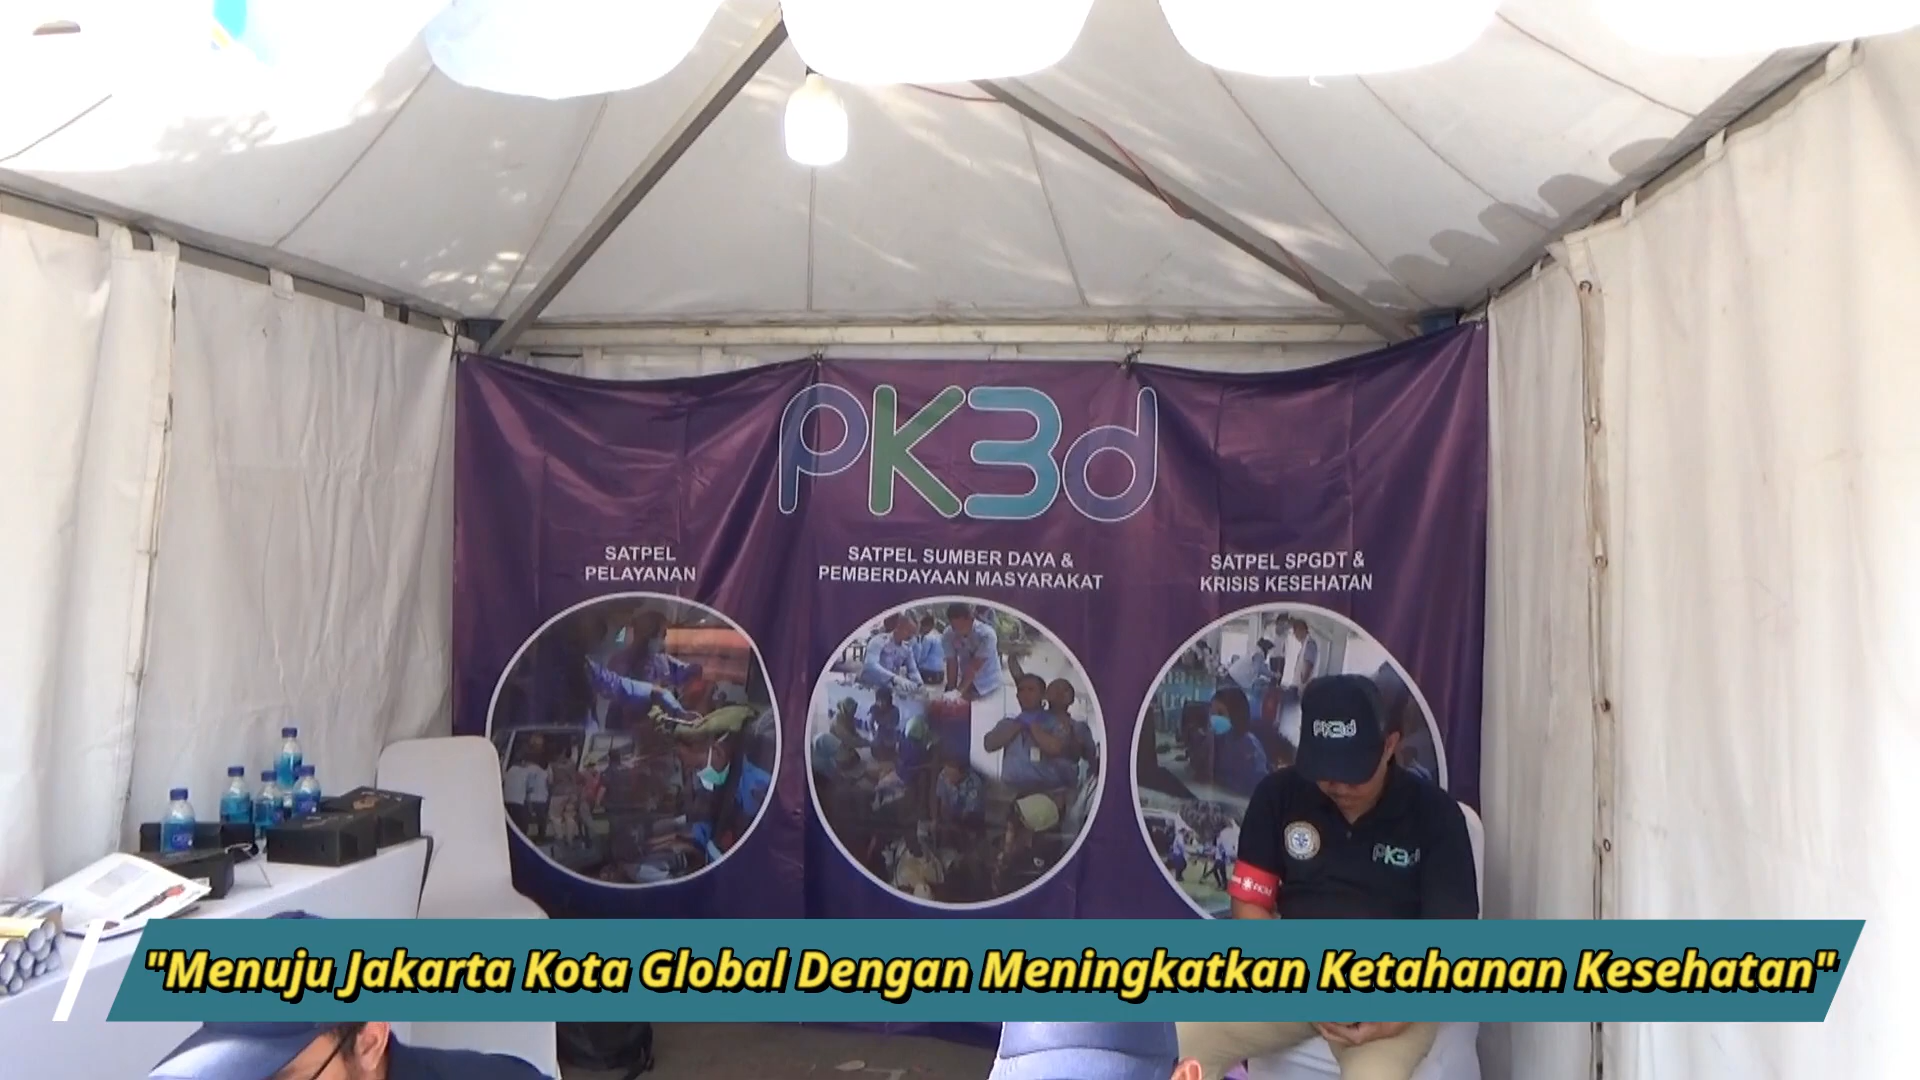 PK3d
SATPEL
PELAYANAN
SATPEL SUMBER DAYA &
PEMBERDAYAAN MASYARAKAT
SATPEL SPGDT &
KRISIS KESEHATAN
PK3d
PK3d
"Menuju Jakarta Kota Global Dengan Meningkatkan Ketahanan Kesehatan"